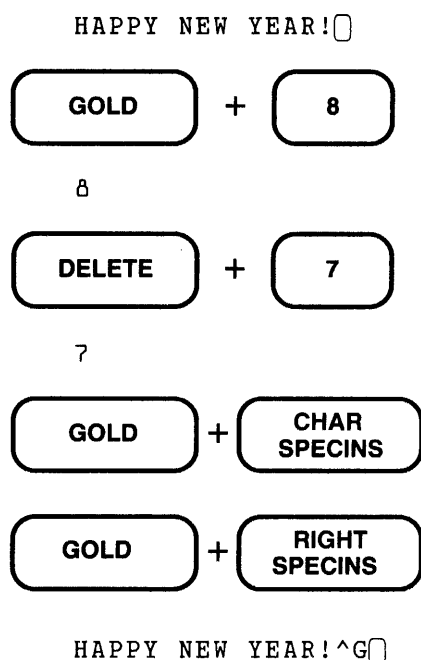 HAPPY NEW YEAR!
GOLD + 8
8
DELETE + 7
7
GOLD + CHAR SPECINS
GOLD + RIGHT SPECINS
HAPPY NEW YEAR!^G